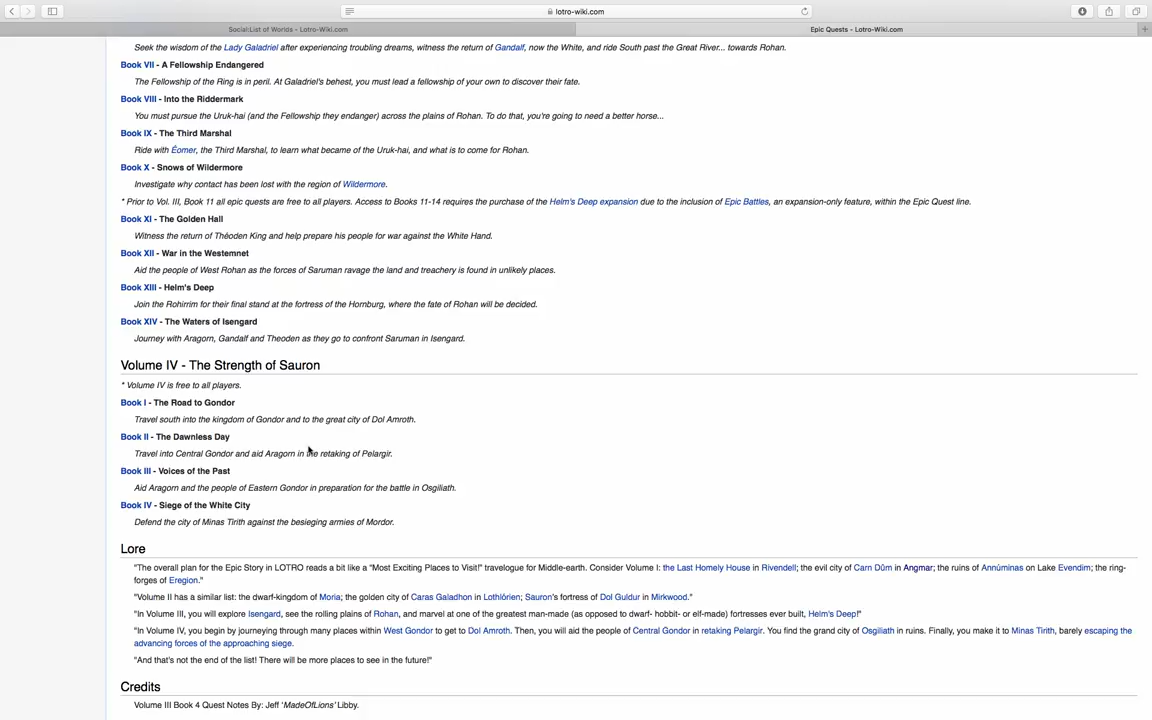 lotro-wiki.com
Social:List of Worlds - Lotro-Wiki.com
Epic Quests - Lotro-Wiki.com
Seek the wisdom of the Lady Galadriel after experiencing troubling dreams, witness the return of Gandalf, now the White, and ride South past the Great River... towards Rohan.
Book VII - A Fellowship Endangered
The Fellowship of the Ring is in peril. At Galadriel's behest, you must lead a fellowship of your own to discover their fate.
Book VIII - Into the Riddermark
You must pursue the Uruk-hai (and the Fellowship they endanger) across the plains of Rohan. To do that, you're going to need a better horse...
Book IX - The Third Marshal
Ride with Éomer, the Third Marshal, to learn what became of the Uruk-hai, and what is to come for Rohan.
Book X - Snows of Wildermore
Investigate why contact has been lost with the region of Wildermore.
* Prior to Vol. III, Book 11 all epic quests are free to all players. Access to Books 11-14 requires the purchase of the Helm's Deep expansion due to the inclusion of Epic Battles, an expansion-only feature, within the Epic Quest line.
Book XI - The Golden Hall
Witness the return of Théoden King and help prepare his people for war against the White Hand.
Book XII - War in the Westemnet
Aid the people of West Rohan as the forces of Saruman ravage the land and treachery is found in unlikely places.
Book XIII - Helm's Deep
Join the Rohirrim for their final stand at the fortress of the Hornburg, where the fate of Rohan will be decided.
Book XIV - The Waters of Isengard
Journey with Aragorn, Gandalf and Theoden as they go to confront Saruman in Isengard.
Volume IV - The Strength of Sauron
* Volume IV is free to all players.
Book I - The Road to Gondor
Travel south into the kingdom of Gondor and to the great city of Dol Amroth.
Book II - The Dawnless Day
Travel into Central Gondor and aid Aragorn in the retaking of Pelargir.
Book III - Voices of the Past
Aid Aragorn and the people of Eastern Gondor in preparation for the battle in Osgiliath.
Book IV - Siege of the White City
Defend the city of Minas Tirith against the besieging armies of Mordor.
Lore
"The overall plan for the Epic Story in LOTRO reads a bit like a "Most Exciting Places to Visit!" travelogue for Middle-earth. Consider Volume I: the Last Homely House in Rivendell; the evil city of Carn Dûm in Angmar; the ruins of Annúminas on Lake Evendim; the ring-
forges of Eregion."
"Volume II has a similar list: the dwarf-kingdom of Moria; the golden city of Caras Galadhon in Lothlórien; Sauron's fortress of Dol Guldur in Mirkwood."
"In Volume III, you will explore Isengard, see the rolling plains of Rohan, and marvel at one of the greatest man-made (as opposed to dwarf- hobbit- or elf-made) fortresses ever built, Helm's Deep!"
"In Volume IV, you begin by journeying through many places within West Gondor to get to Dol Amroth. Then, you will aid the people of Central Gondor in retaking Pelargir. You find the grand city of Osgiliath in ruins. Finally, you make it to Minas Tirith, barely escaping the
advancing forces of the approaching siege.
"And that's not the end of the list! There will be more places to see in the future!"
Credits
Volume III Book 4 Quest Notes By: Jeff 'MadeOfLions' Libby.